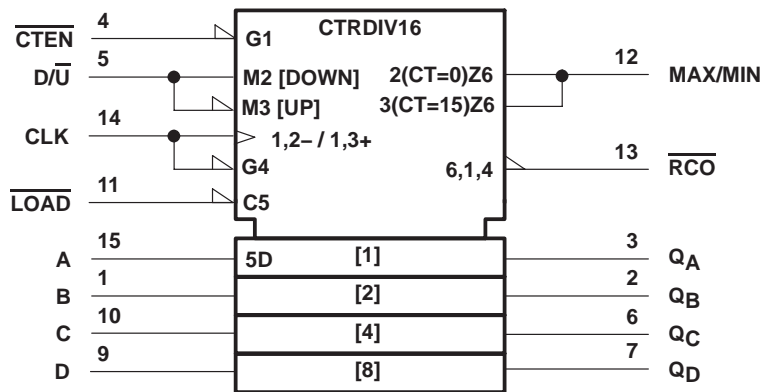 CTRDIV16
CTEN 4 G1
D/U 5 M2 [DOWN] 2(CT=0)Z6 12 MAX/MIN
M3 [UP] 3(CT=15)Z6
CLK 14 1,2– / 1,3+
G4 6,1,4 13 RCO
LOAD 11 C5
A 15 5D [1] 3 QA
B 1 [2] 2 QB
C 10 [4] 6 QC
D 9 [8] 7 QD